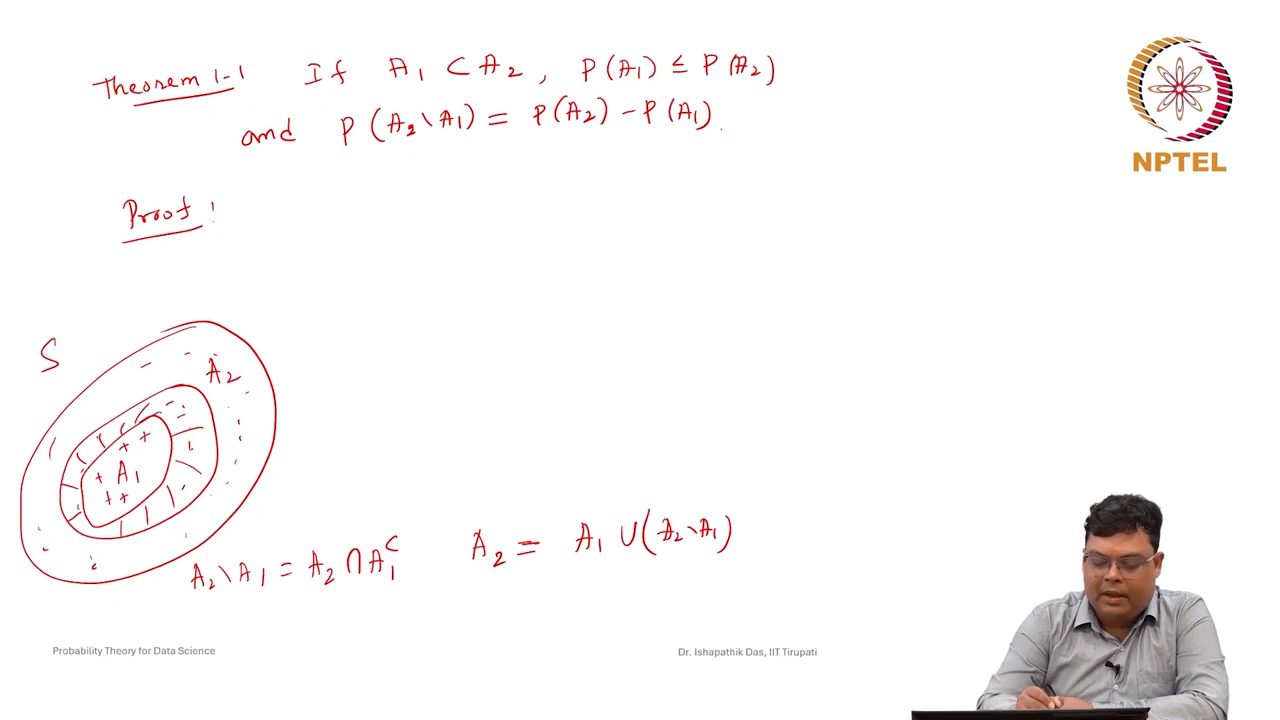 Theorem 1-1 If A₁ ⊂ A₂, P(A₁) ≤ P(A₂)
and P(A₂\A₁) = P(A₂) - P(A₁).
NPTEL
Proof:
S
A₂
A₁
A₂\A₁ = A₂ ∩ A₁ᶜ
A₂ = A₁ ∪ (A₂\A₁)
Probability Theory for Data Science
Dr. Ishapathik Das, IIT Tirupati